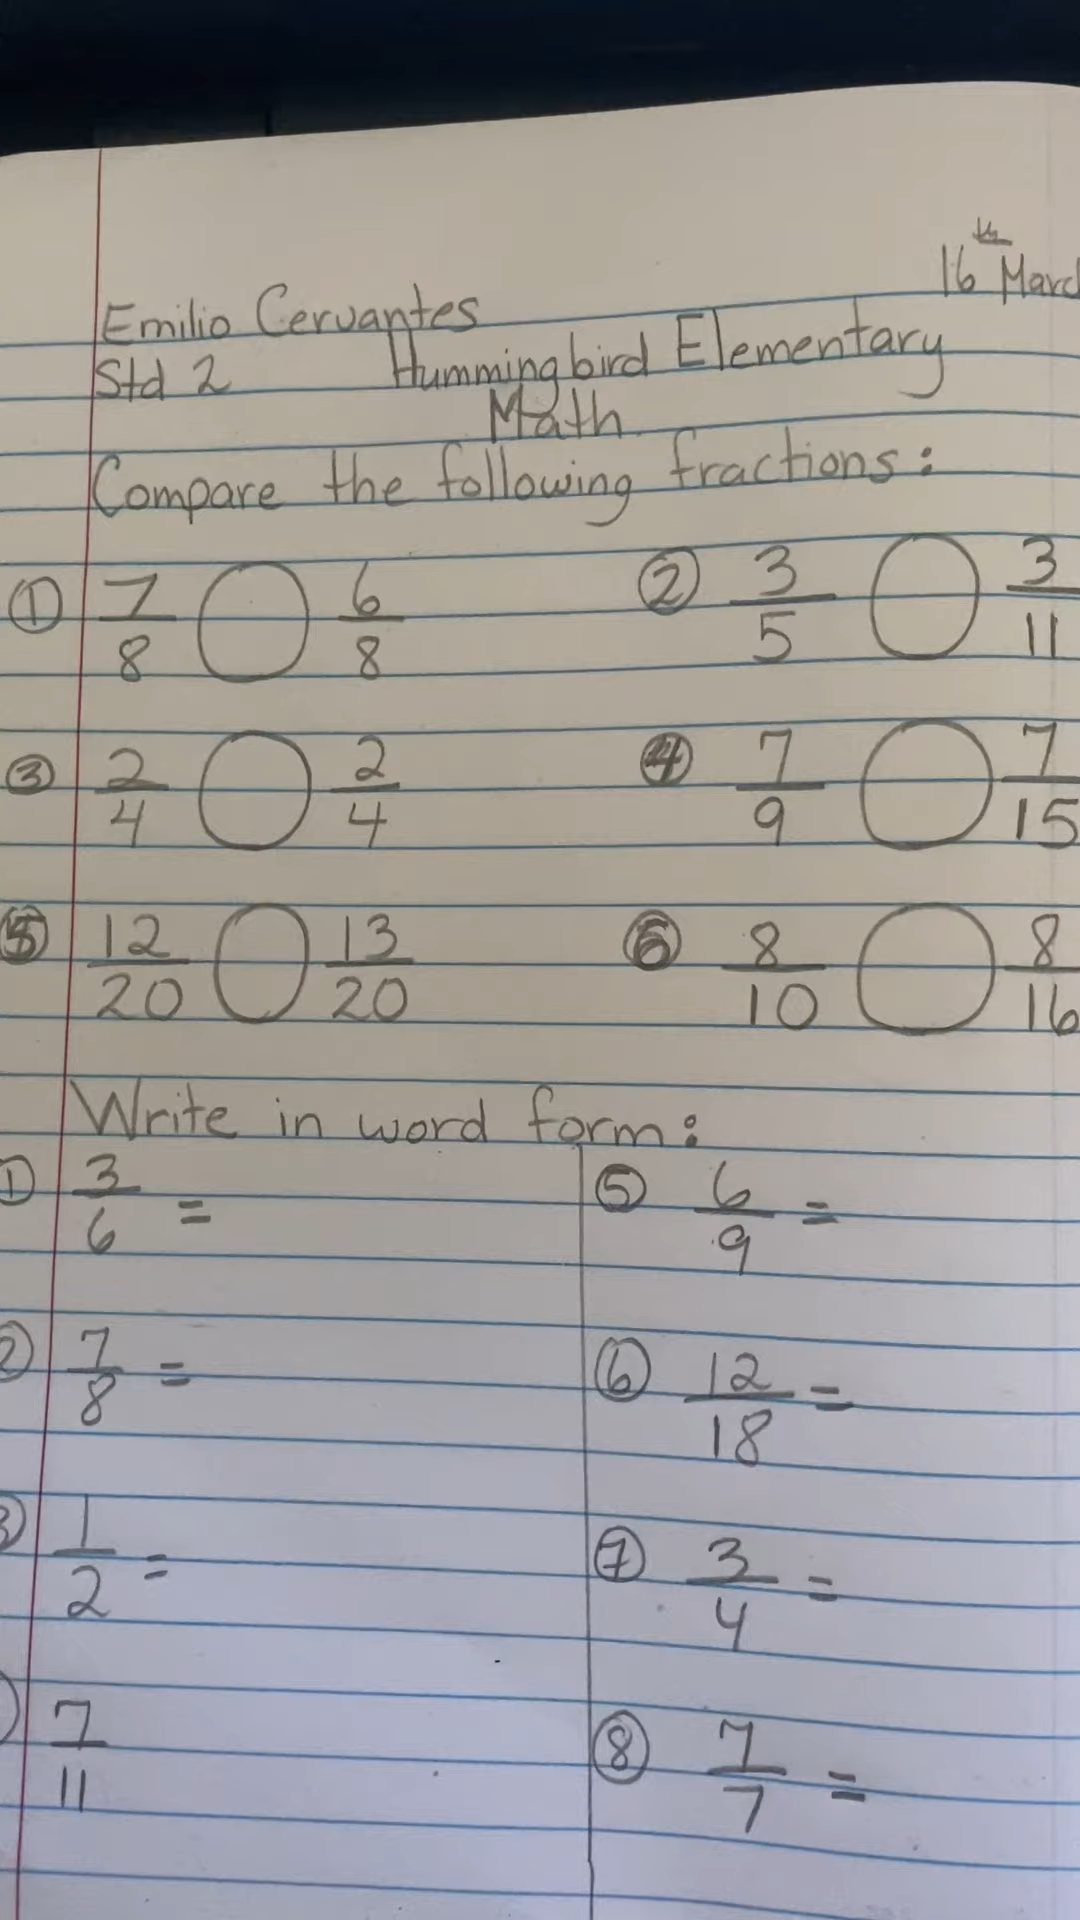 16th March
Emilio Cervantes
Std 2 Hummingbird Elementary
Math
Compare the following fractions:
① 7/8 ◯ 6/8 ② 3/5 ◯ 3/11
③ 2/4 ◯ 2/4 ④ 7/9 ◯ 7/15
⑤ 12/20 ◯ 13/20 ⑥ 8/10 ◯ 8/16
Write in word form:
① 3/6 = ⑤ 6/9 =
② 7/8 = ⑥ 12/18 =
③ 1/2 = ⑦ 3/4 =
7/11 ⑧ 7/7 =